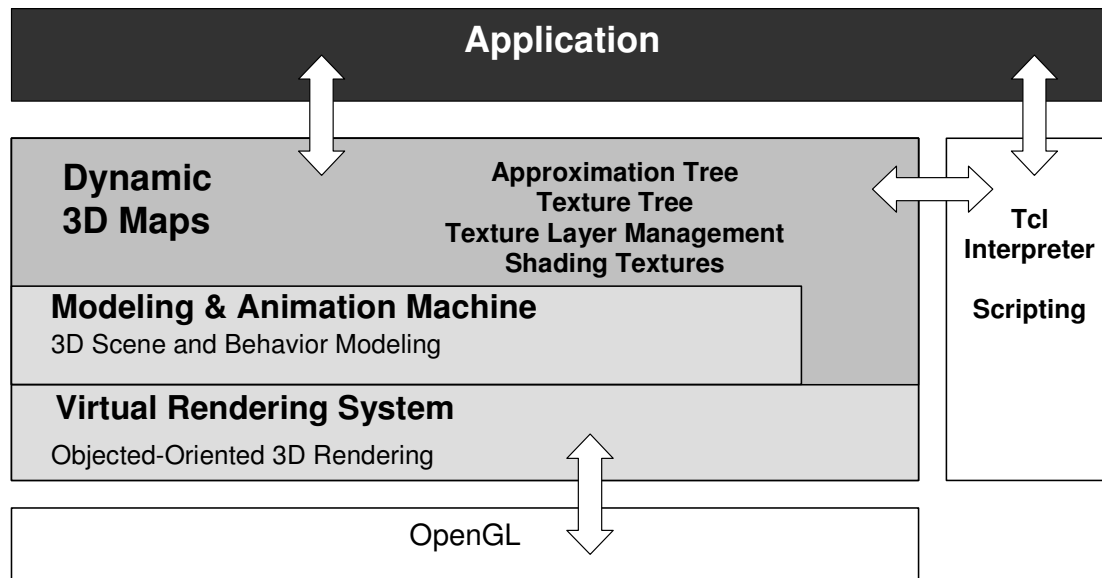 Application
Dynamic
3D Maps
Approximation Tree
Texture Tree
Texture Layer Management
Shading Textures
Tcl
Interpreter
Scripting
Modeling & Animation Machine
3D Scene and Behavior Modeling
Virtual Rendering System
Objected-Oriented 3D Rendering
OpenGL